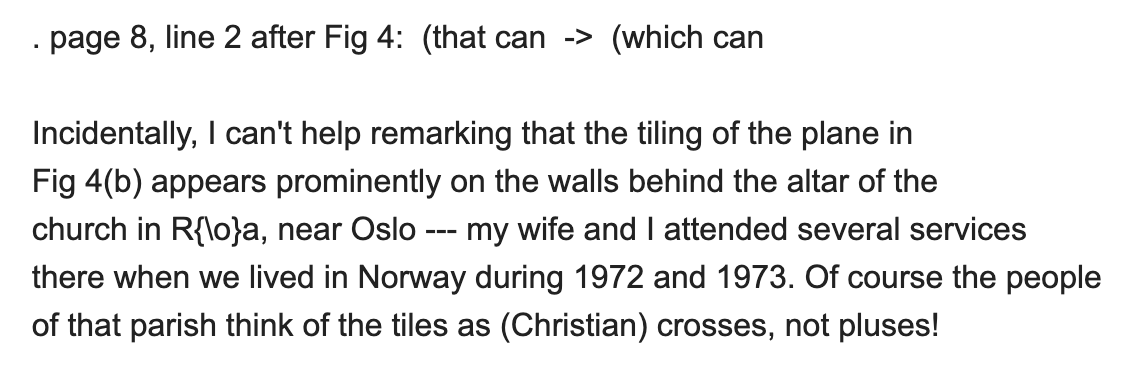 . page 8, line 2 after Fig 4:  (that can  ->  (which can
Incidentally, I can't help remarking that the tiling of the plane in
Fig 4(b) appears prominently on the walls behind the altar of the
church in R{\o}a, near Oslo --- my wife and I attended several services
there when we lived in Norway during 1972 and 1973. Of course the people
of that parish think of the tiles as (Christian) crosses, not pluses!